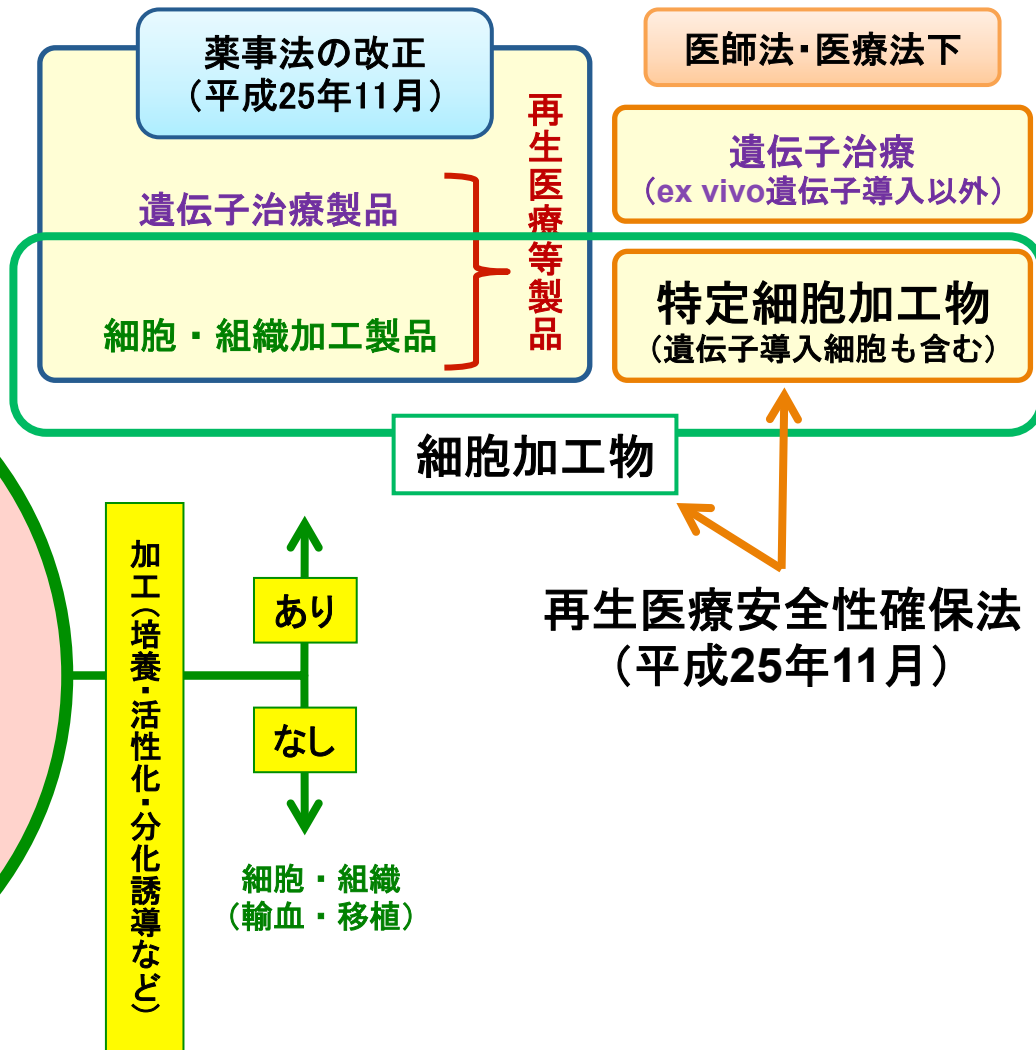 薬事法の改正
（平成25年11月）
医師法・医療法下
再生医療等製品
遺伝子治療
（ex vivo遺伝子導入以外）
遺伝子治療製品
特定細胞加工物
（遺伝子導入細胞も含む）
細胞・組織加工製品
細胞加工物
加工（培養・活性化・分化誘導など）
あり
再生医療安全性確保法
（平成25年11月）
なし
細胞・組織
（輸血・移植）